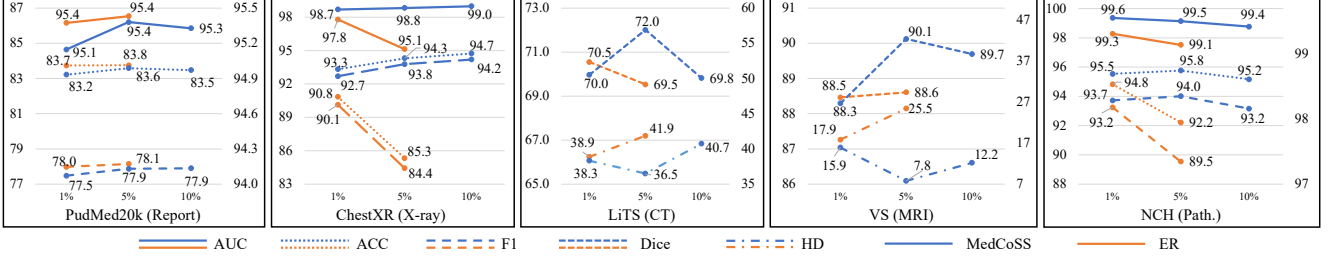 87 95.4 95.4 95.5 98 98.7 98.8 99.0 73.0 72.0 60 91 90.1 47 100 99.6 99.5 99.4
85 95.1 95.4 95.3 95.2 95 97.8 95.1 94.3 94.7 71.0 70.5 55 90 89.7 37 98 99.3 99.1 99
83 83.7 83.8 94.9 92 93.3 93.8 94.2 70.0 69.5 69.8 50 89 88.5 88.6 96 95.5 95.8 95.2
83.2 83.6 83.5 92.7 69.0 88.3 25.5 27 94.8
81 94.6 89 90.8 45 88 17.9 94 93.7 94.0 93.2 98
79 78.0 78.1 94.3 90.1 67.0 38.9 41.9 40.7 40 87 15.9 7.8 12.2 17 92 93.2 92.2
86 85.3 90 89.5
77 77.5 77.9 77.9 94.0 83 84.4 65.0 38.3 36.5 35 86 7 88 97
1% 5% 10% 1% 5% 10% 1% 5% 10% 1% 5% 10% 1% 5% 10%
PudMed20k (Report) ChestXR (X-ray) LiTS (CT) VS (MRI) NCH (Path.)
AUC ACC F1 Dice HD MedCoSS ER